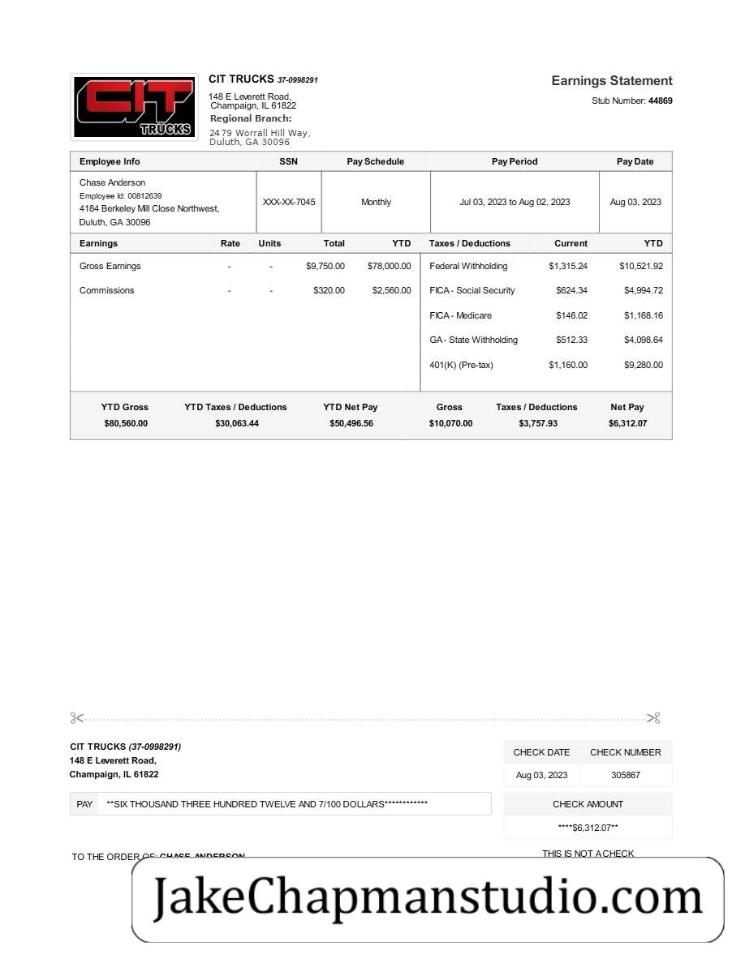 CIT TRUCKS
CIT TRUCKS 37-0998291
148 E Leverett Road,
Champaign, IL 61822
Regional Branch:
2479 Worrall Hill Way,
Duluth, GA 30096
Earnings Statement
Stub Number: 44869
Employee Info SSN Pay Schedule Pay Period Pay Date
Chase Anderson
Employee Id: 00812639
4184 Berkeley Mill Close Northwest,
Duluth, GA 30096
XXX-XX-7045 Monthly Jul 03, 2023 to Aug 02, 2023 Aug 03, 2023
Earnings Rate Units Total YTD Taxes / Deductions Current YTD
Gross Earnings - - $9,750.00 $78,000.00 Federal Withholding $1,315.24 $10,521.92
Commissions - - $320.00 $2,560.00 FICA - Social Security $624.34 $4,994.72
FICA - Medicare $146.02 $1,168.16
GA - State Withholding $512.33 $4,098.64
401(K) (Pre-tax) $1,160.00 $9,280.00
YTD Gross YTD Taxes / Deductions YTD Net Pay Gross Taxes / Deductions Net Pay
$80,560.00 $30,063.44 $50,496.56 $10,070.00 $3,757.93 $6,312.07
CIT TRUCKS (37-0998291)
148 E Leverett Road,
Champaign, IL 61822
CHECK DATE CHECK NUMBER
Aug 03, 2023 305867
PAY **SIX THOUSAND THREE HUNDRED TWELVE AND 7/100 DOLLARS************
CHECK AMOUNT
****$6,312.07**
TO THE ORDER OF: CHASE ANDERSON
THIS IS NOT A CHECK
JakeChapmanstudio.com